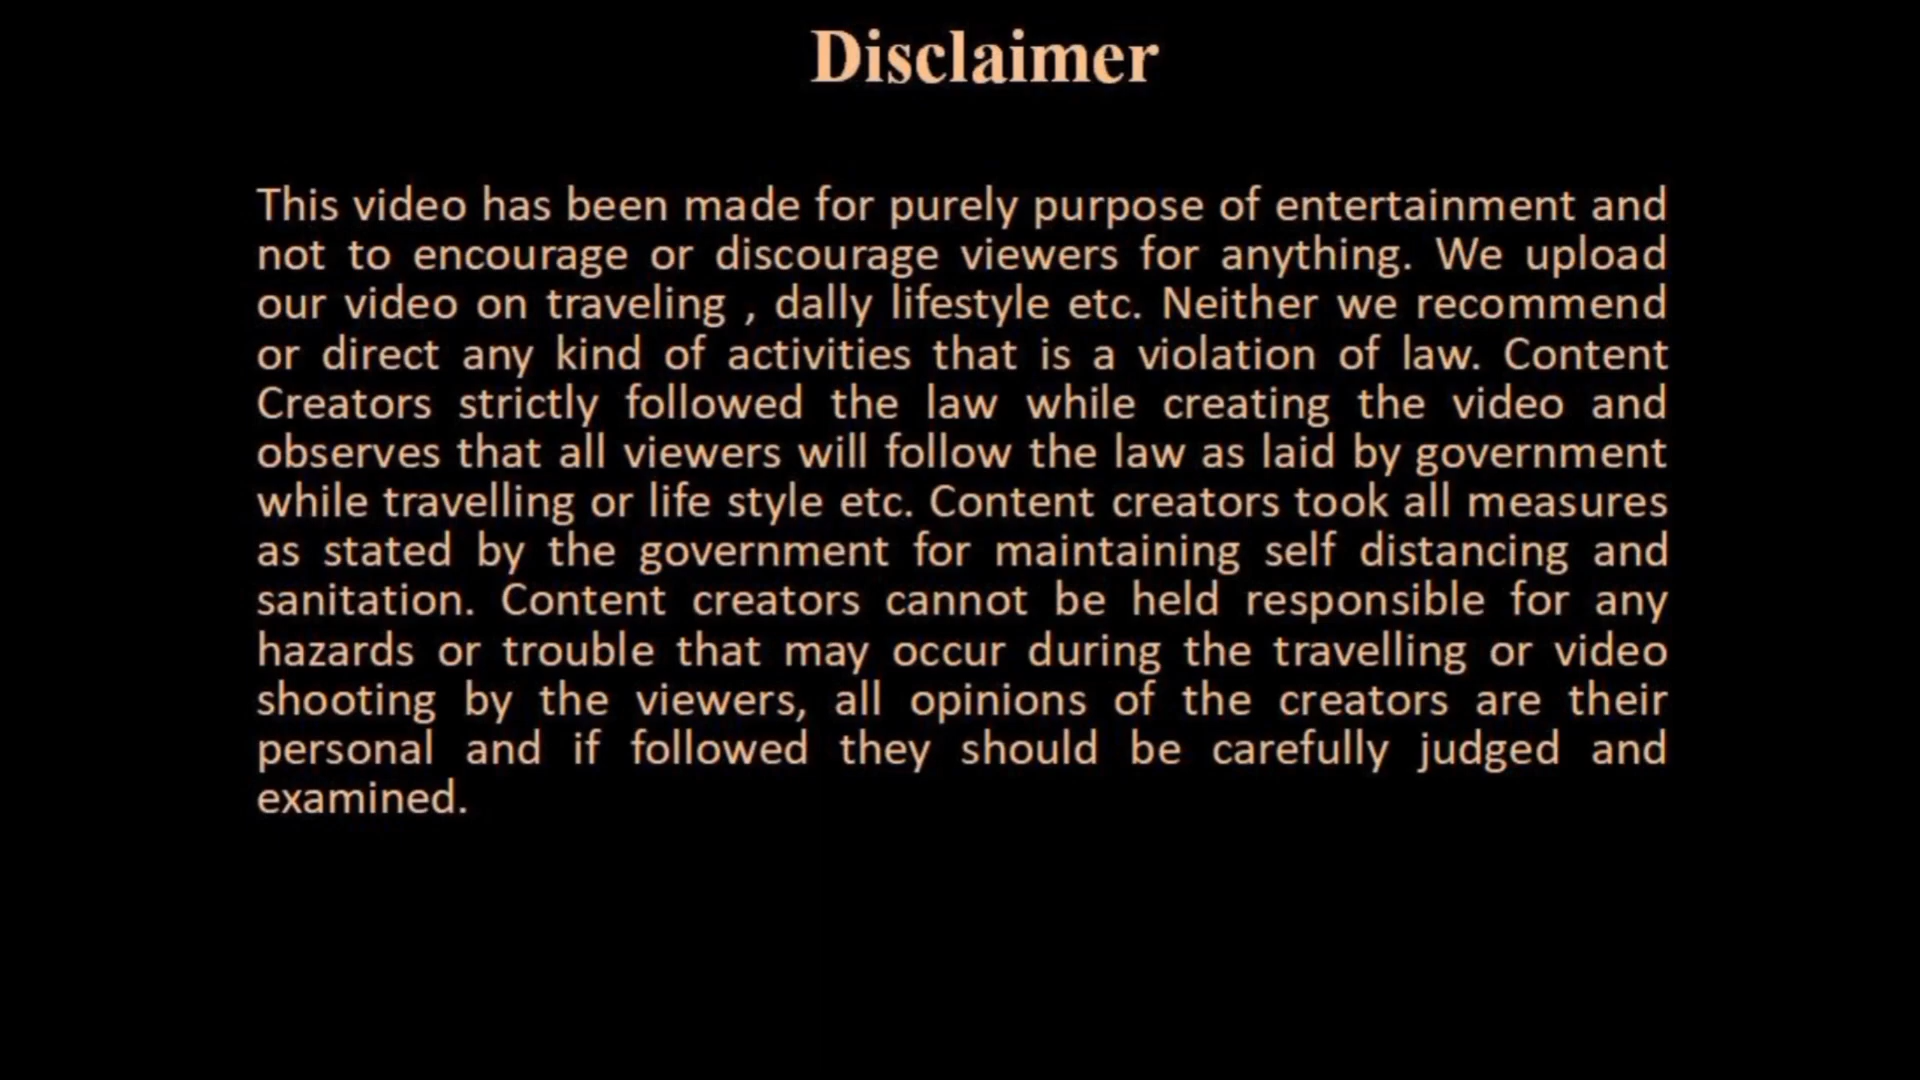 Disclaimer
This video has been made for purely purpose of entertainment and
not to encourage or discourage viewers for anything. We upload
our video on traveling , dally lifestyle etc. Neither we recommend
or direct any kind of activities that is a violation of law. Content
Creators strictly followed the law while creating the video and
observes that all viewers will follow the law as laid by government
while travelling or life style etc. Content creators took all measures
as stated by the government for maintaining self distancing and
sanitation. Content creators cannot be held responsible for any
hazards or trouble that may occur during the travelling or video
shooting by the viewers, all opinions of the creators are their
personal and if followed they should be carefully judged and
examined.